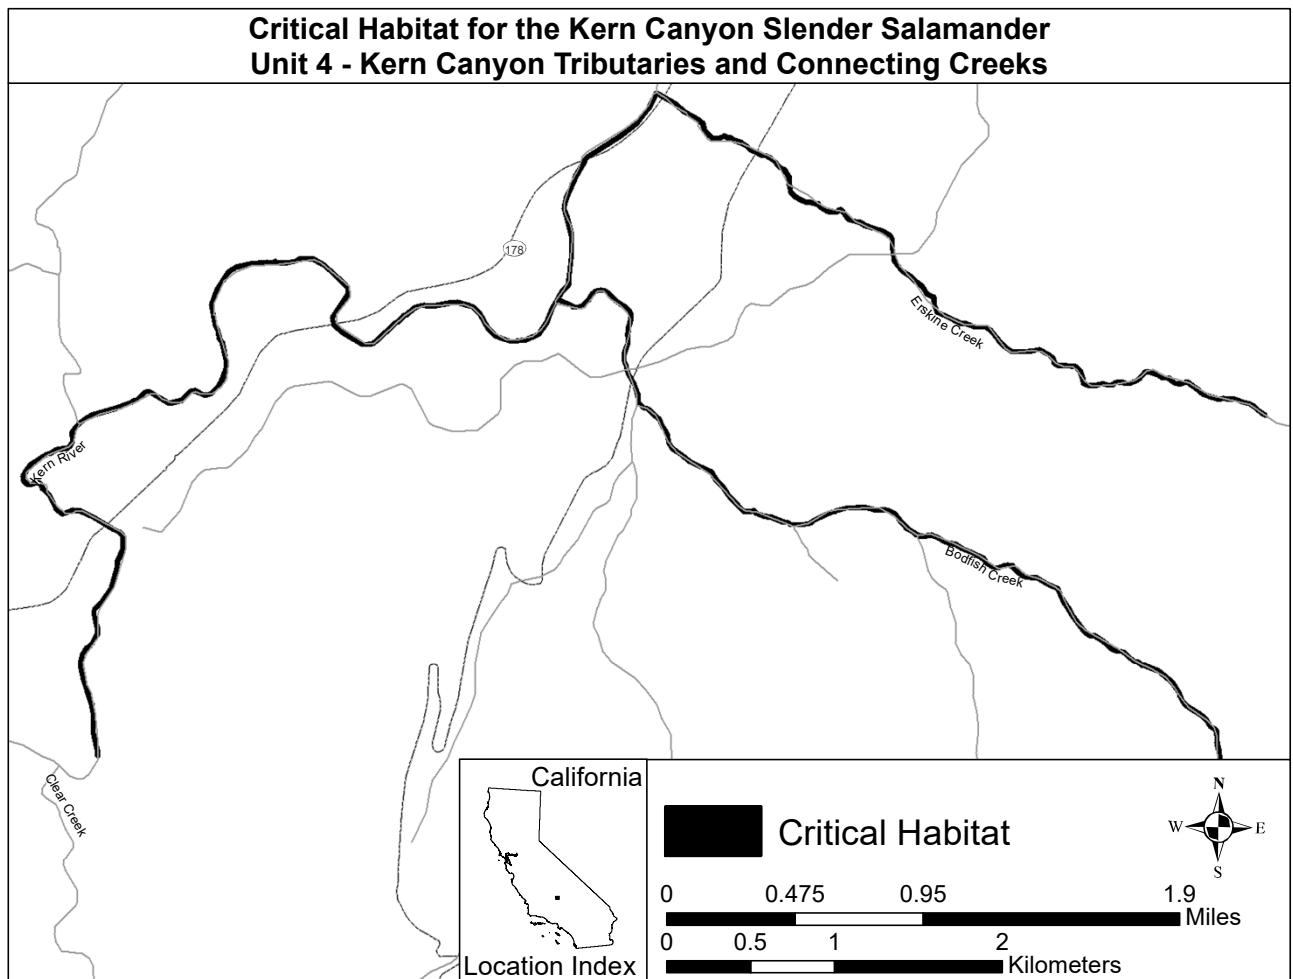 Critical Habitat for the Kern Canyon Slender Salamander
Unit 4 - Kern Canyon Tributaries and Connecting Creeks
178
Erskine Creek
Kern River
Bodfish Creek
Clear Creek
California
Location Index
Critical Habitat
N
W E
S
0 0.475 0.95 1.9
Miles
0 0.5 1 2
Kilometers